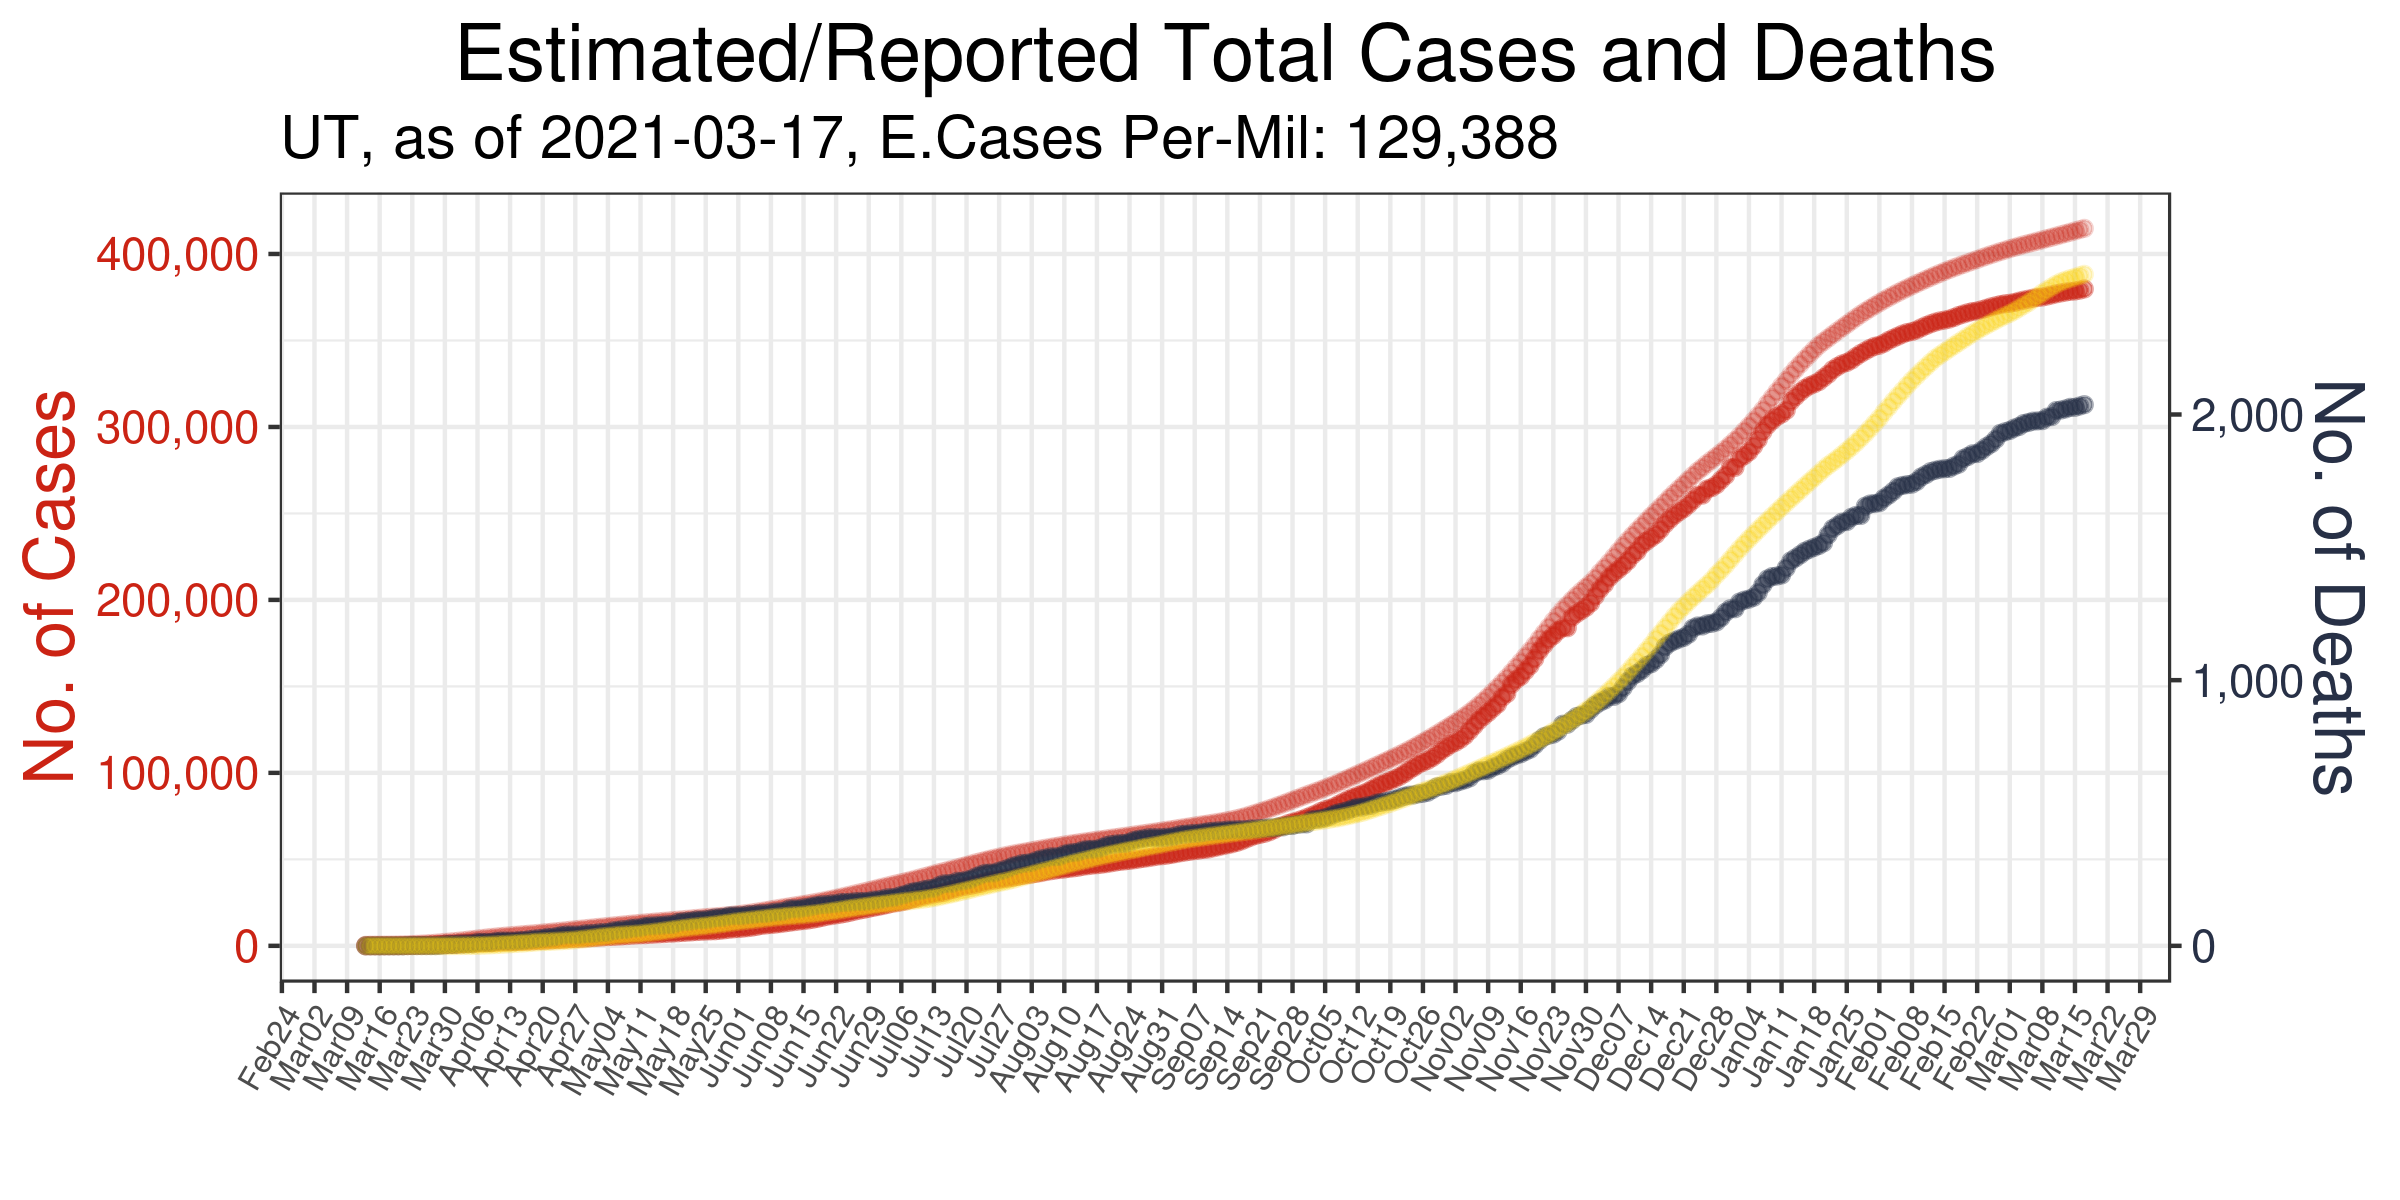 Estimated/Reported Total Cases and Deaths
UT, as of 2021-03-17, E.Cases Per-Mil: 129,388
No. of Cases
400,000
300,000
200,000
100,000
0
2,000
1,000
0
No. of Deaths
Feb24
Mar02
Mar09
Mar16
Mar23
Mar30
Apr06
Apr13
Apr20
Apr27
May04
May11
May18
May25
Jun01
Jun08
Jun15
Jun22
Jun29
Jul06
Jul13
Jul20
Jul27
Aug03
Aug10
Aug17
Aug24
Aug31
Sep07
Sep14
Sep21
Sep28
Oct05
Oct12
Oct19
Oct26
Nov02
Nov09
Nov16
Nov23
Nov30
Dec07
Dec14
Dec21
Dec28
Jan04
Jan11
Jan18
Jan25
Feb01
Feb08
Feb15
Feb22
Mar01
Mar08
Mar15
Mar22
Mar29